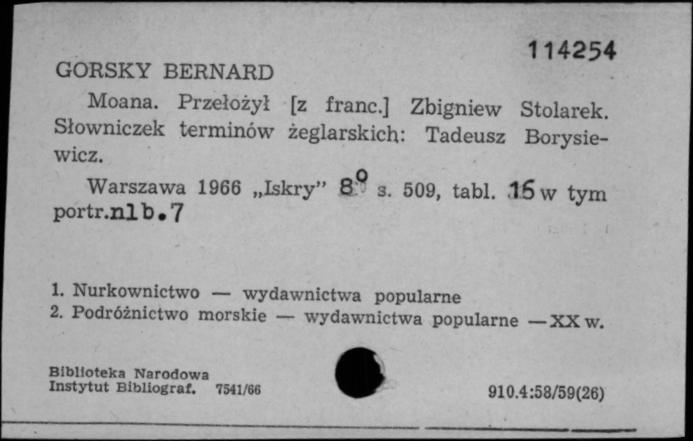 114254
GORSKY BERNARD
Moana. Przełożył [z franc.] Zbigniew Stolarek.
Słowniczek terminów żeglarskich: Tadeusz Borysie-
wicz.
Warszawa 1966 „Iskry” 8⁰ s. 509, tabl. 16 w tym
portr.nlb.7
1. Nurkownictwo — wydawnictwa popularne
2. Podróżnictwo morskie — wydawnictwa popularne —XX w.
Biblioteka Narodowa
Instytut Bibliograf. 7541/66
910.4:58/59(26)